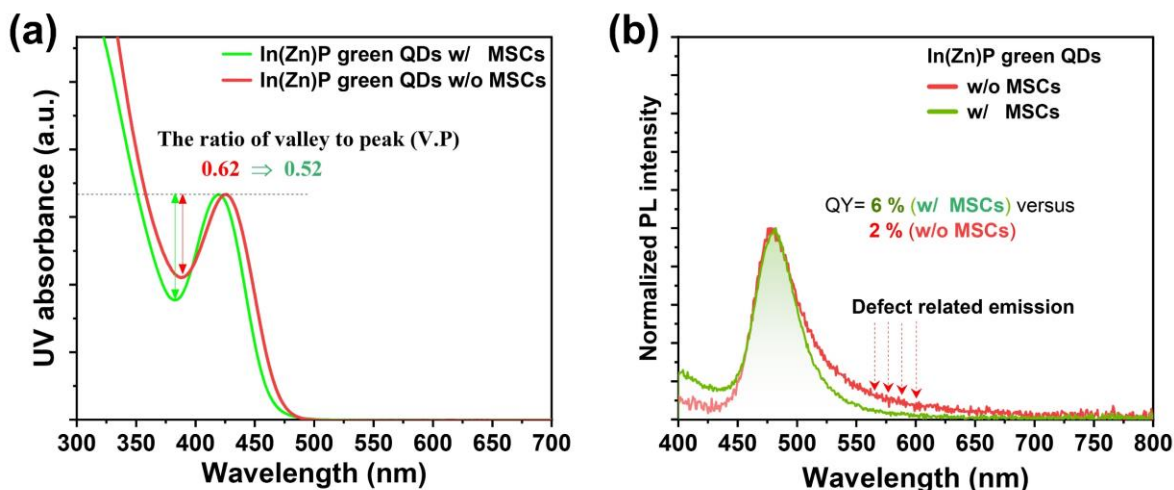 (a)
In(Zn)P green QDs w/ MSCs
In(Zn)P green QDs w/o MSCs
The ratio of valley to peak (V.P)
0.62 ⇒ 0.52
UV absorbance (a.u.)
300 350 400 450 500 550 600 650 700
Wavelength (nm)
(b)
In(Zn)P green QDs
w/o MSCs
w/ MSCs
QY= 6 % (w/ MSCs) versus
2 % (w/o MSCs)
Defect related emission
Normalized PL intensity
400 450 500 550 600 650 700 750 800
Wavelength (nm)